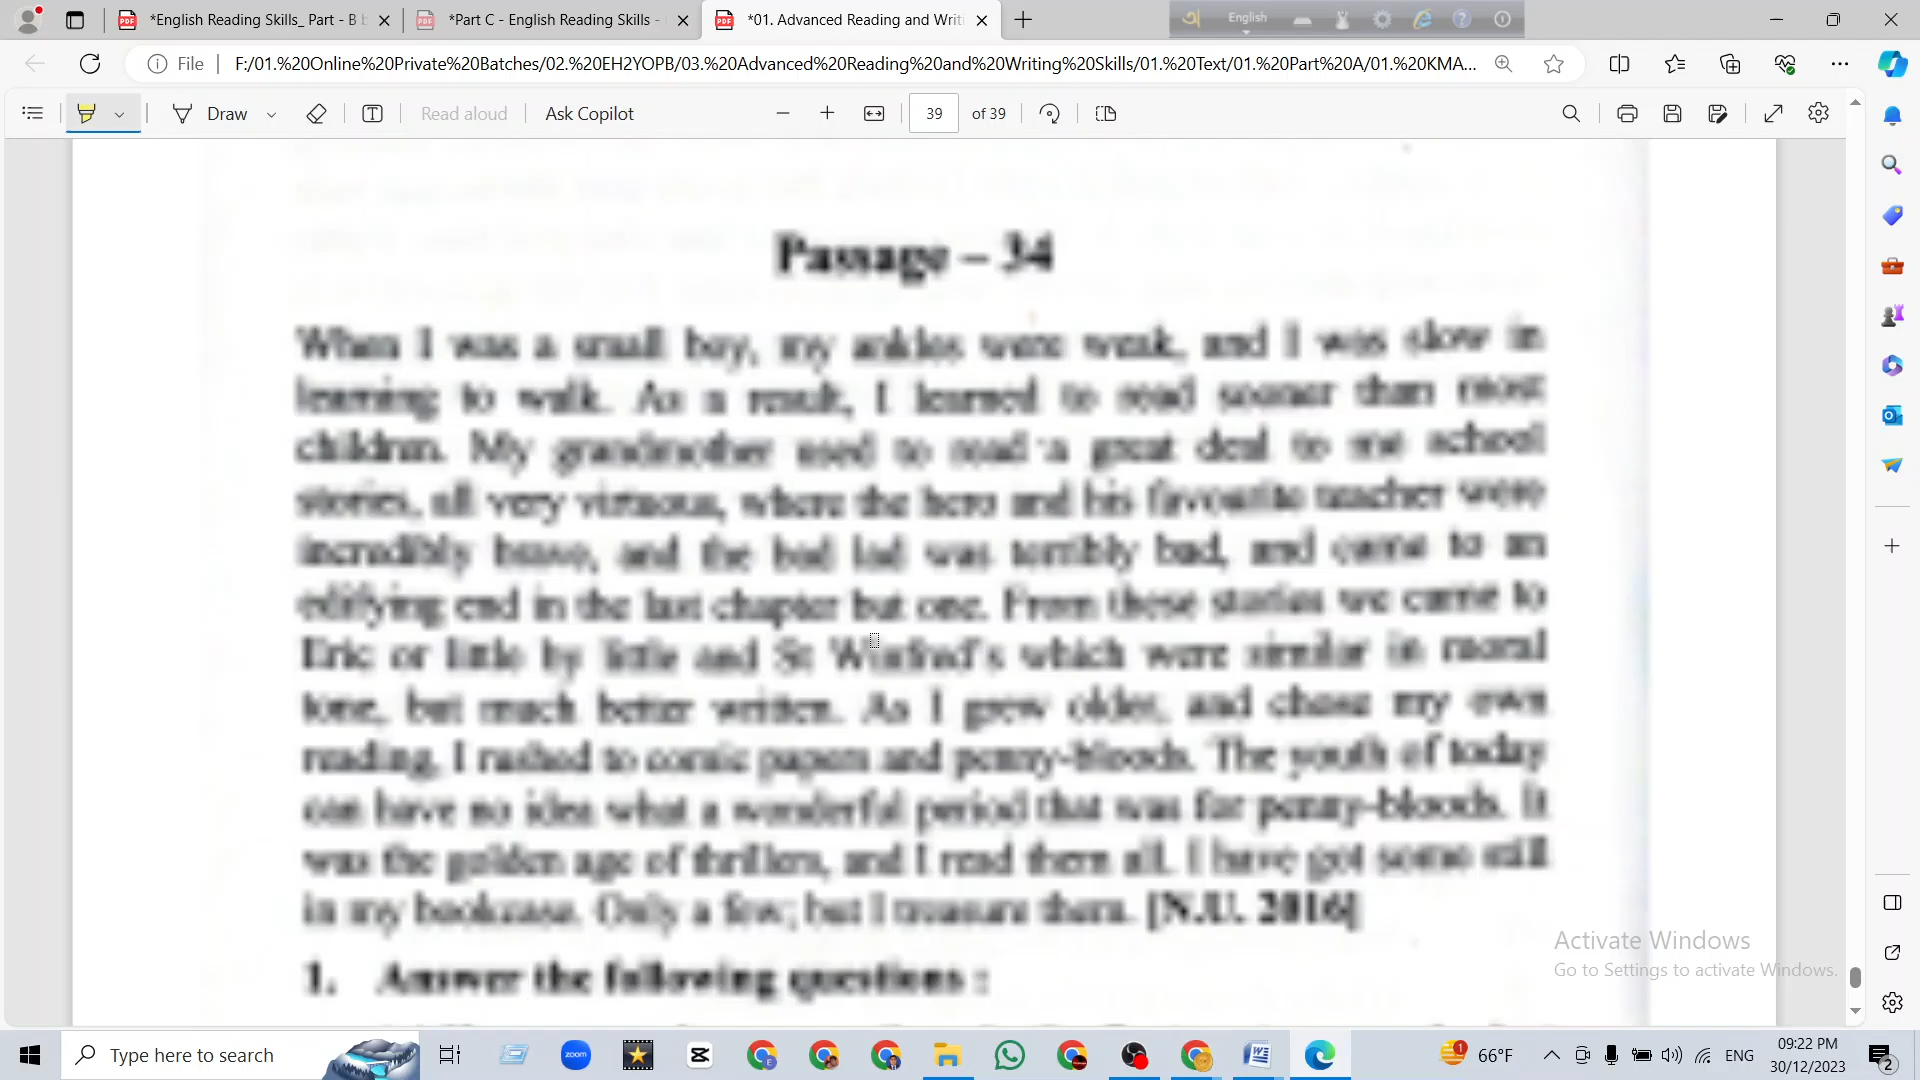 *English Reading Skills_ Part - B b
*Part C - English Reading Skills -
*01. Advanced Reading and Writi
English
File
F:/01.%20Online%20Private%20Batches/02.%20EH2YOPB/03.%20Advanced%20Reading%20and%20Writing%20Skills/01.%20Text/01.%20Part%20A/01.%20KMA...
Draw
Read aloud
Ask Copilot
39
of 39
Passage – 34
When I was a small boy, my ankles were weak, and I was slow in
learning to walk. As a result, I learned to read sooner than most
children. My grandmother used to read a great deal to me school
stories, all very virtuous, where the hero and his favourite teacher were
incredibly brave, and the bad lad was terribly bad, and came to an
edifying end in the last chapter but one. From these stories we came to
Eric or little by little and St Winifred's which were similar in moral
tone, but much better written. As I grew older, and chose my own
reading, I rushed to comic papers and penny-bloods. The youth of today
can have no idea what a wonderful period that was for penny-bloods. It
was the golden age of thrillers, and I read them all. I have got some still
in my bookcase. Only a few; but I treasure them. [N.U. 2016]
1. Answer the following questions :
Activate Windows
Go to Settings to activate Windows.
Type here to search
zoom
1
66°F
ENG
09:22 PM
30/12/2023
2